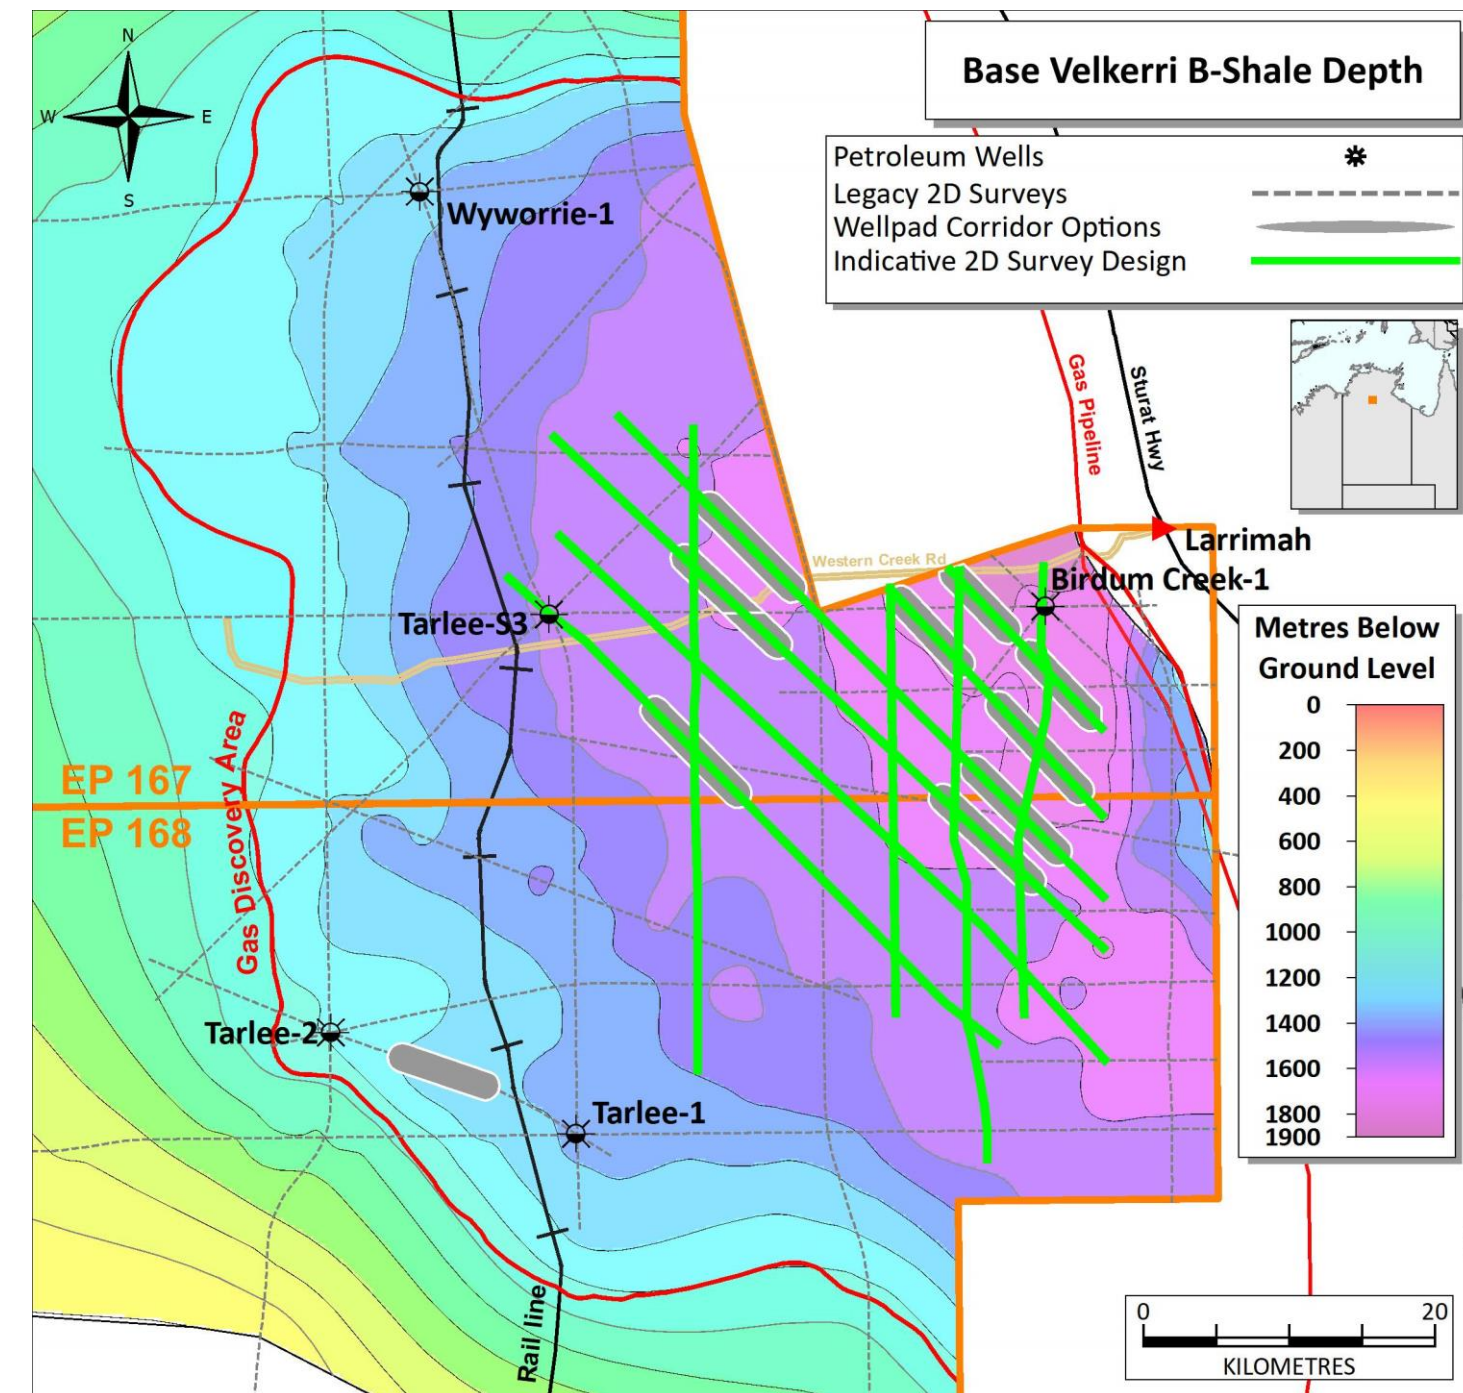 N
W
E
S
Base Velkerri B-Shale Depth
Petroleum Wells
Legacy 2D Surveys
Wellpad Corridor Options
Indicative 2D Survey Design
Wyworrie-1
Gas Pipeline
Sturat Hwy
Western Creek Rd
Larrimah
Birdum Creek-1
Tarlee-S3
Metres Below
Ground Level
0
200
400
600
800
1000
1200
1400
1600
1800
1900
EP 167
EP 168
Gas Discovery Area
Tarlee-2
Tarlee-1
Rail line
0
20
KILOMETRES